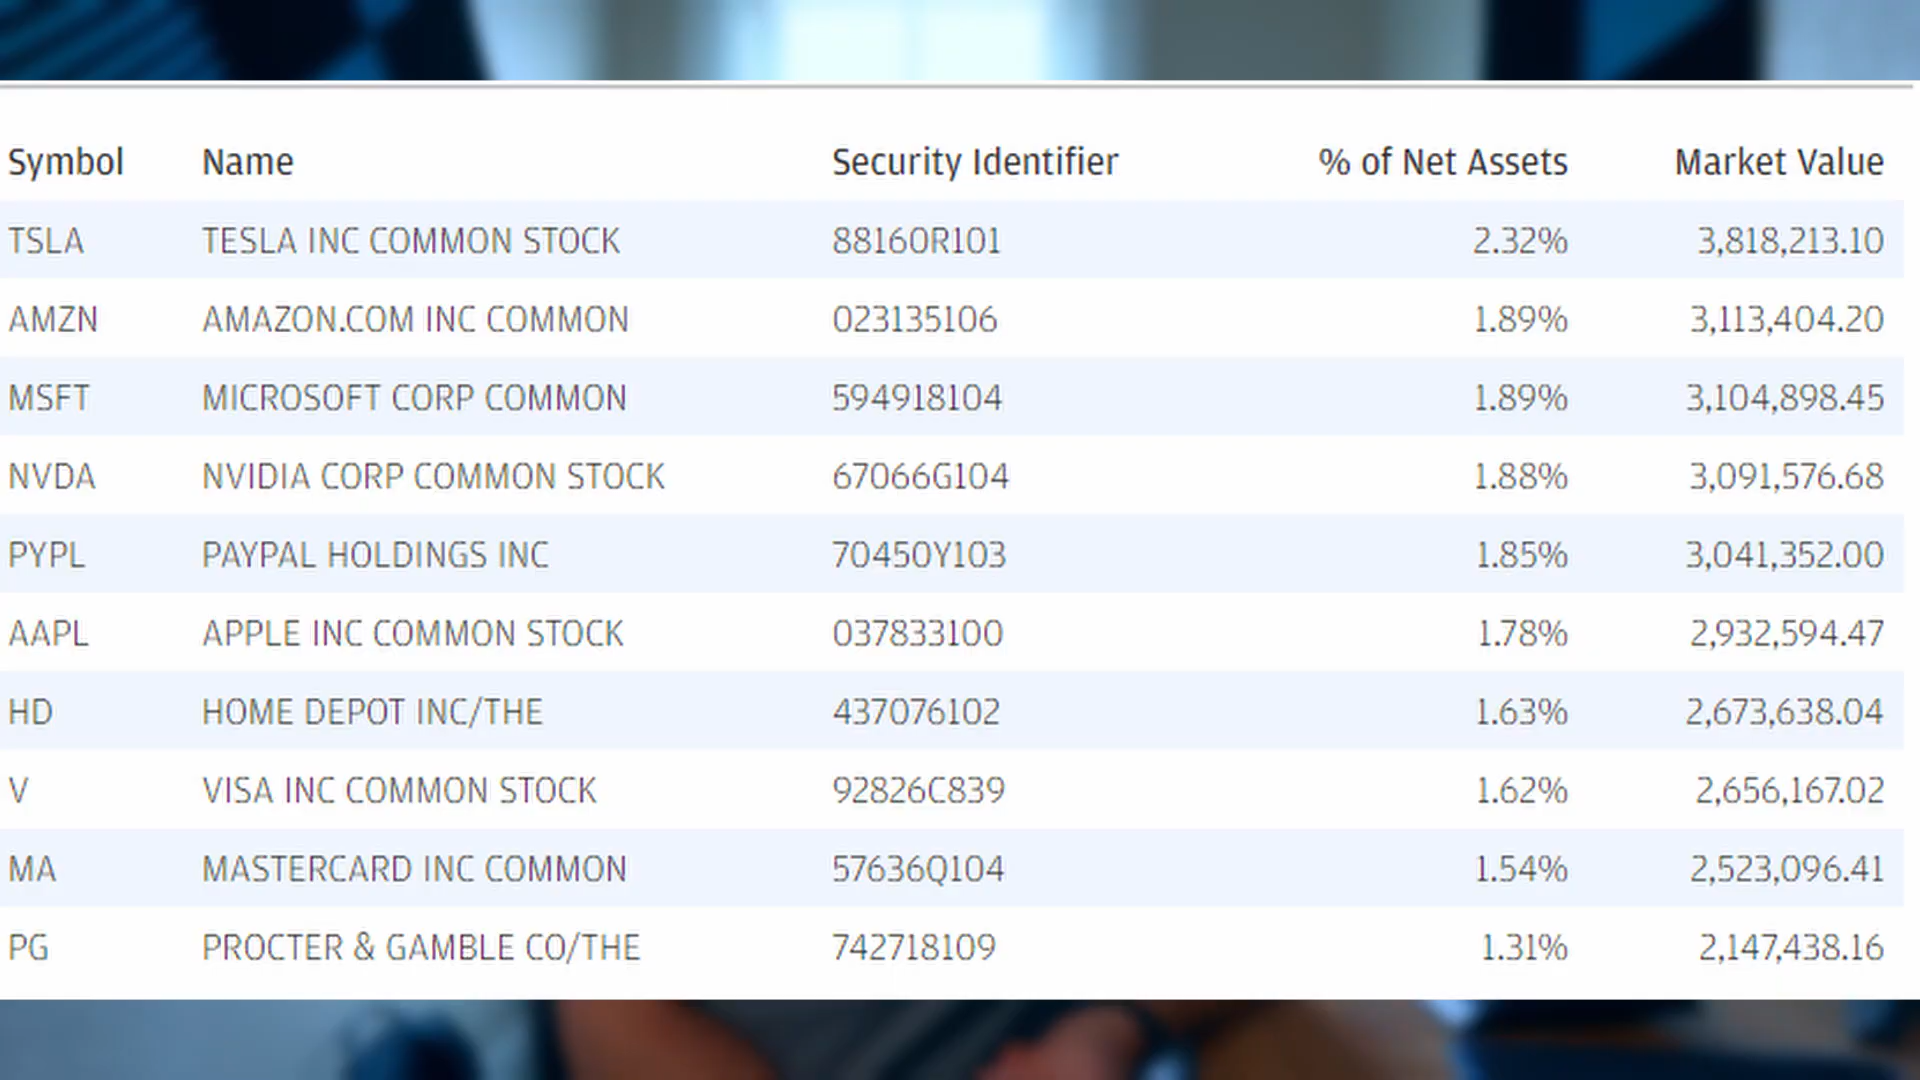 Symbol Name Security Identifier % of Net Assets Market Value
TSLA TESLA INC COMMON STOCK 88160R101 2.32% 3,818,213.10
AMZN AMAZON.COM INC COMMON 023135106 1.89% 3,113,404.20
MSFT MICROSOFT CORP COMMON 594918104 1.89% 3,104,898.45
NVDA NVIDIA CORP COMMON STOCK 67066G104 1.88% 3,091,576.68
PYPL PAYPAL HOLDINGS INC 70450Y103 1.85% 3,041,352.00
AAPL APPLE INC COMMON STOCK 037833100 1.78% 2,932,594.47
HD HOME DEPOT INC/THE 437076102 1.63% 2,673,638.04
V VISA INC COMMON STOCK 92826C839 1.62% 2,656,167.02
MA MASTERCARD INC COMMON 57636Q104 1.54% 2,523,096.41
PG PROCTER & GAMBLE CO/THE 742718109 1.31% 2,147,438.16